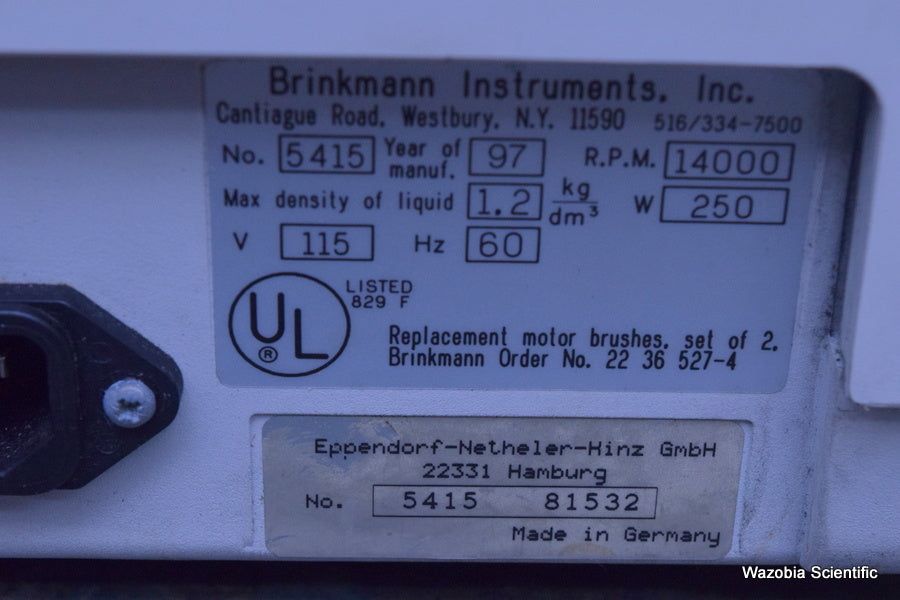 Brinkmann Instruments, Inc.
Cantiague Road, Westbury, N.Y. 11590 516/334-7500
No. 5415 Year of manuf. 97 R.P.M. 14000
Max density of liquid 1.2 kg/dm³ W 250
V 115 Hz 60
UL ® LISTED
829 F
Replacement motor brushes, set of 2,
Brinkmann Order No. 22 36 527-4
Eppendorf-Netheler-Hinz GmbH
22331 Hamburg
No. 5415 81532
Made in Germany
Wazobia Scientific